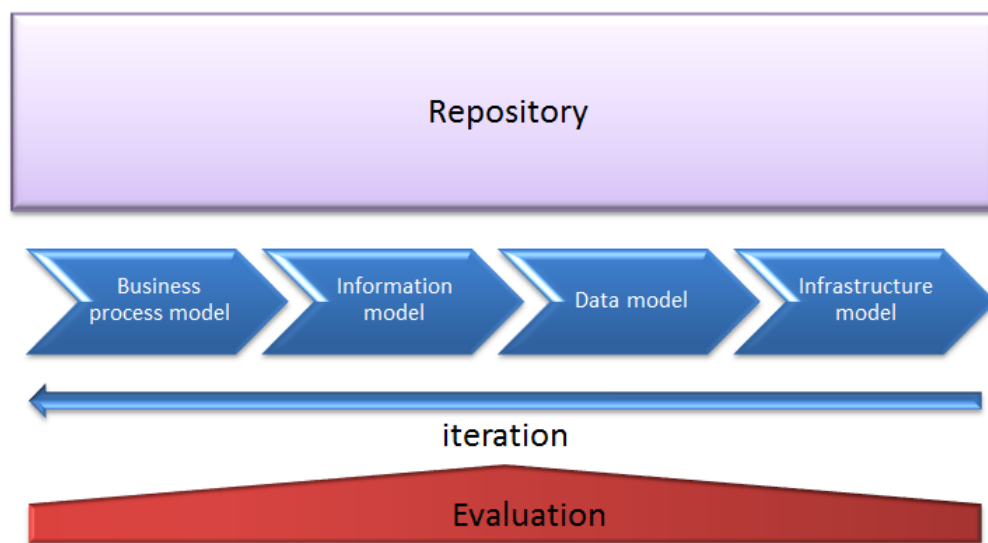 Repository
Business
process model
Information
model
Data model
Infrastructure
model
iteration
Evaluation